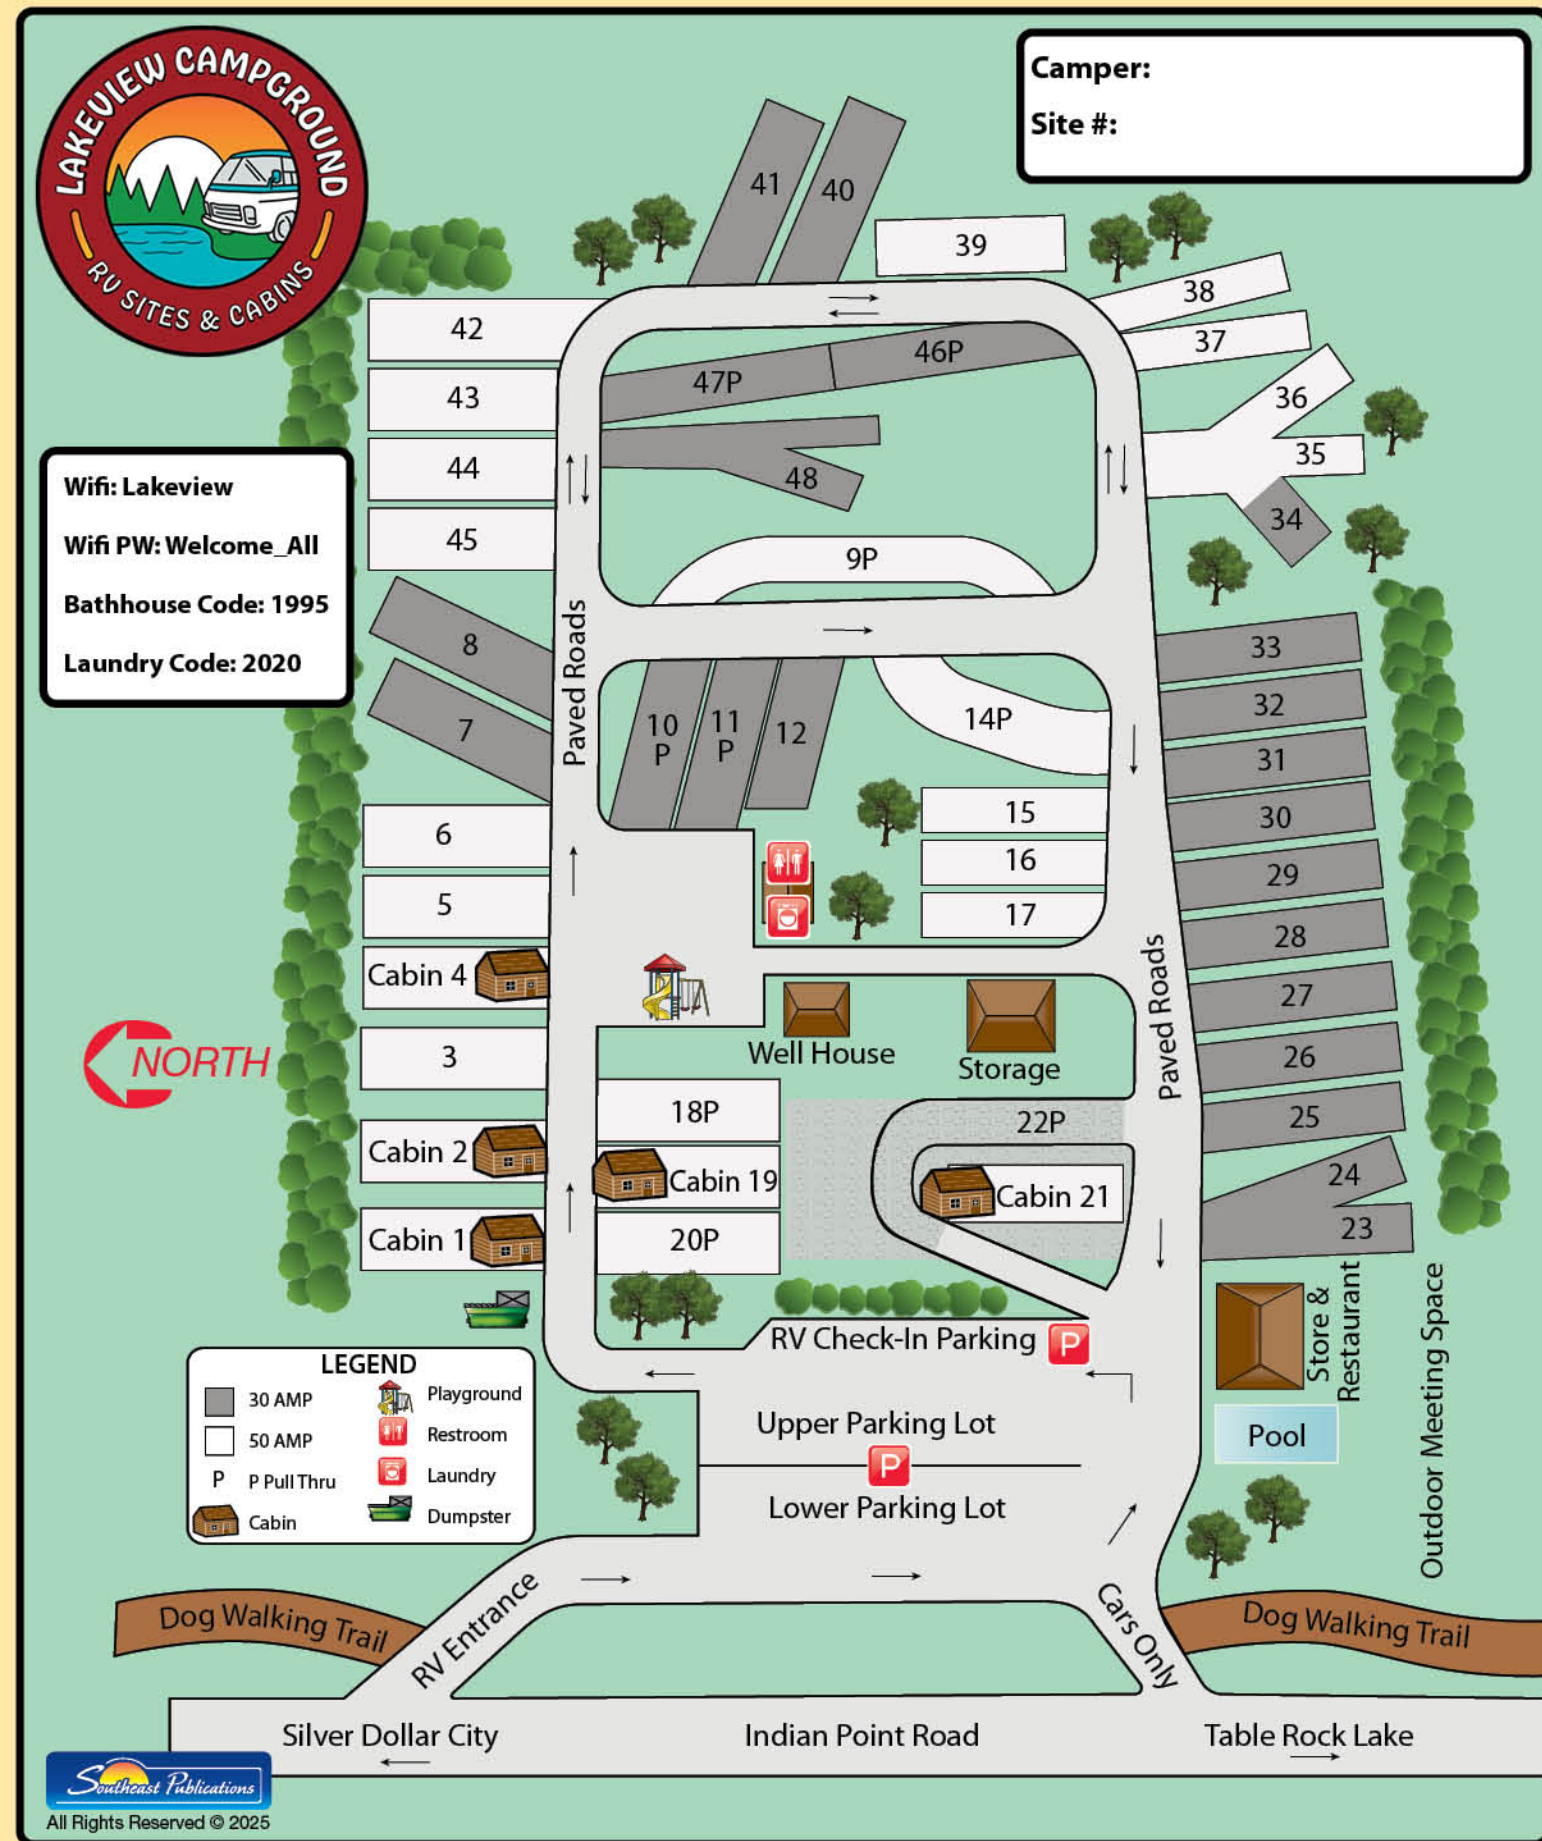 LAKEVIEW CAMPGROUND
RV SITES & CABINS
Camper:
Site #:
41
40
39
38
37
36
35
34
42
43
44
45
47P
46P
48
9P
Wifi: Lakeview
Wifi PW: Welcome_All
Bathhouse Code: 1995
Laundry Code: 2020
8
7
Paved Roads
10
P
11
P
12
14P
15
16
17
33
32
31
30
29
28
27
26
25
24
23
6
5
Cabin 4
3
Cabin 2
Cabin 1
NORTH
Well House
Storage
Paved Roads
18P
Cabin 19
20P
22P
Cabin 21
RV Check-In Parking
P
Upper Parking Lot
P
Lower Parking Lot
Store &
Restaurant
Pool
Outdoor Meeting Space
LEGEND
30 AMP
50 AMP
P P Pull Thru
Cabin
Playground
Restroom
Laundry
Dumpster
Dog Walking Trail
RV Entrance
Cars Only
Dog Walking Trail
Silver Dollar City
Indian Point Road
Table Rock Lake
Southeast Publications
All Rights Reserved © 2025